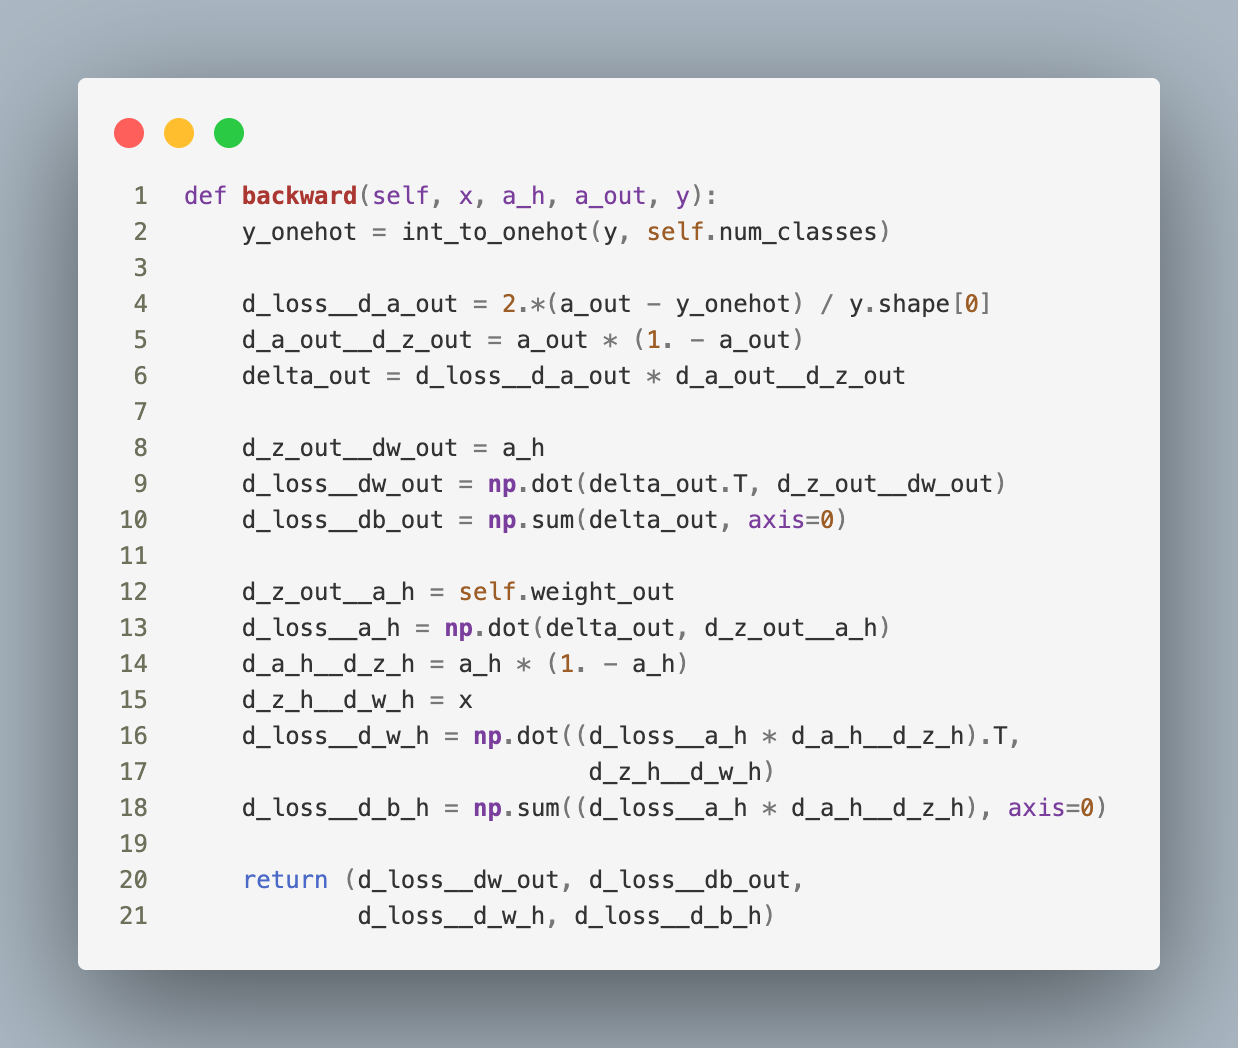 1 def backward(self, x, a_h, a_out, y):
2     y_onehot = int_to_onehot(y, self.num_classes)
3
4     d_loss__d_a_out = 2.*(a_out - y_onehot) / y.shape[0]
5     d_a_out__d_z_out = a_out * (1. - a_out)
6     delta_out = d_loss__d_a_out * d_a_out__d_z_out
7
8     d_z_out__dw_out = a_h
9     d_loss__dw_out = np.dot(delta_out.T, d_z_out__dw_out)
10     d_loss__db_out = np.sum(delta_out, axis=0)
11
12     d_z_out__a_h = self.weight_out
13     d_loss__a_h = np.dot(delta_out, d_z_out__a_h)
14     d_a_h__d_z_h = a_h * (1. - a_h)
15     d_z_h__d_w_h = x
16     d_loss__d_w_h = np.dot((d_loss__a_h * d_a_h__d_z_h).T,
17                             d_z_h__d_w_h)
18     d_loss__d_b_h = np.sum((d_loss__a_h * d_a_h__d_z_h), axis=0)
19
20     return (d_loss__dw_out, d_loss__db_out,
21             d_loss__d_w_h, d_loss__d_b_h)